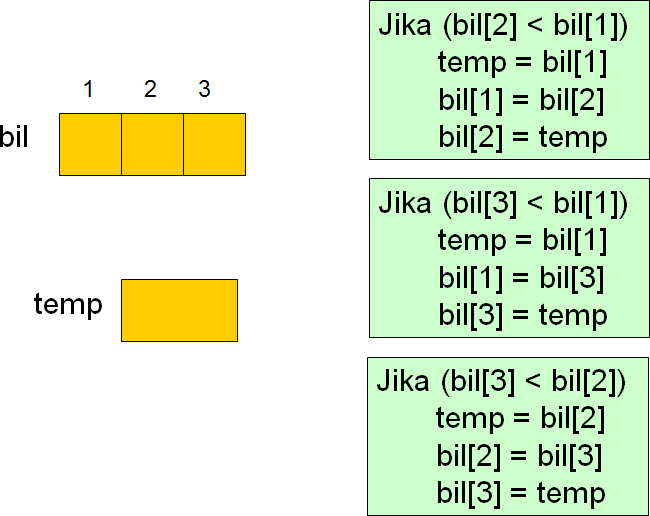 1 2 3
bil
temp
Jika (bil[2] < bil[1])
temp = bil[1]
bil[1] = bil[2]
bil[2] = temp
Jika (bil[3] < bil[1])
temp = bil[1]
bil[1] = bil[3]
bil[3] = temp
Jika (bil[3] < bil[2])
temp = bil[2]
bil[2] = bil[3]
bil[3] = temp